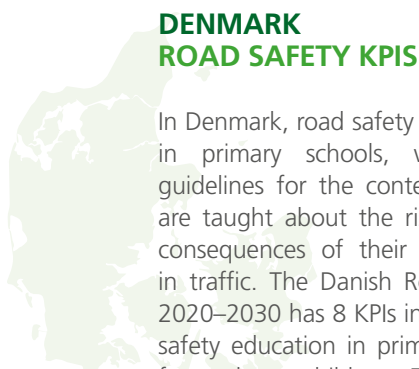 DENMARK
ROAD SAFETY KPIS
In Denmark, road safety
in primary schools,
guidelines for the
are taught about the
consequences of their
in traffic. The Danish
2020–2030 has 8 KPIs
safety education in